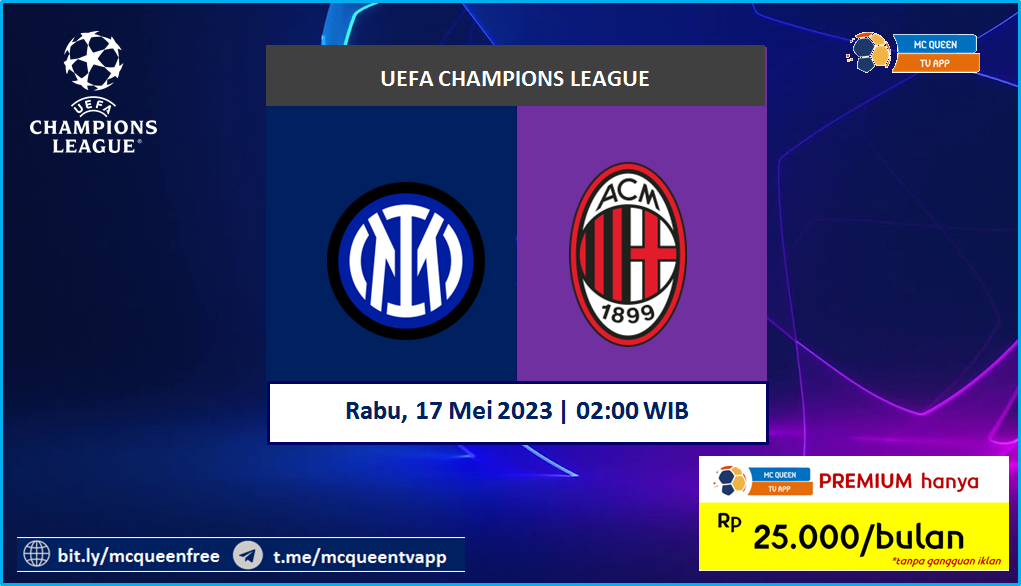 UEFA
CHAMPIONS
LEAGUE®
UEFA CHAMPIONS LEAGUE
MC QUEEN
TV APP
IM
ACM
1899
Rabu, 17 Mei 2023 | 02:00 WIB
MC QUEEN
TV APP
PREMIUM hanya
Rp 25.000/bulan
*tanpa gangguan iklan
bit.ly/mcqueenfree
t.me/mcqueentvapp